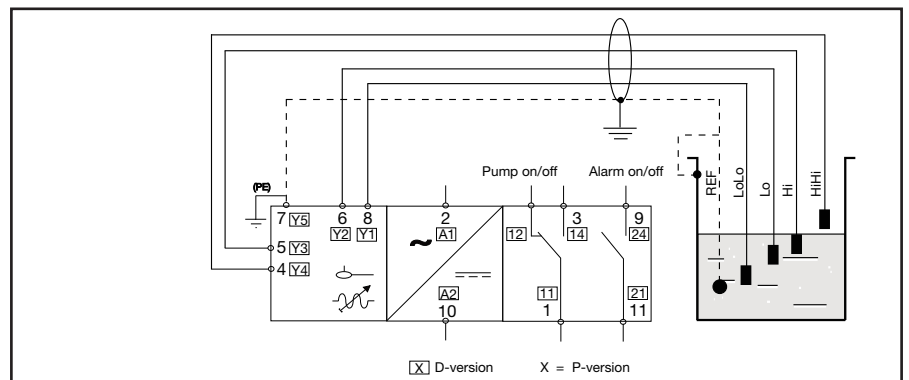 Pump on/off
Alarm on/off
REF
LoLo
Lo
Hi
HiHi
(PE)
7 Y5
6
8
2
3
9
Y2
Y1
A1
12
14
24
5 Y3
4 Y4
A2
11
21
10
1
11
X D-version
X = P-version